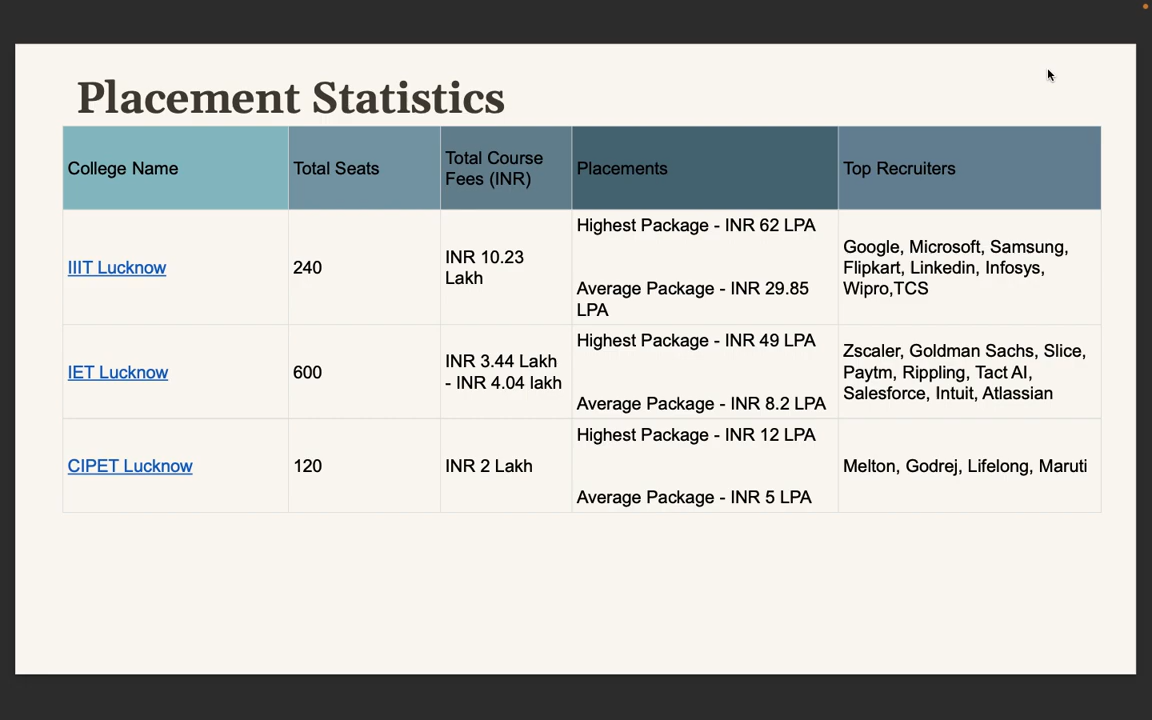 Placement Statistics
College Name
Total Seats
Total Course
Fees (INR)
Placements
Top Recruiters
IIIT Lucknow
240
INR 10.23
Lakh
Highest Package - INR 62 LPA
Average Package - INR 29.85
LPA
Google, Microsoft, Samsung,
Flipkart, Linkedin, Infosys,
Wipro,TCS
IET Lucknow
600
INR 3.44 Lakh
- INR 4.04 lakh
Highest Package - INR 49 LPA
Average Package - INR 8.2 LPA
Zscaler, Goldman Sachs, Slice,
Paytm, Rippling, Tact AI,
Salesforce, Intuit, Atlassian
CIPET Lucknow
120
INR 2 Lakh
Highest Package - INR 12 LPA
Average Package - INR 5 LPA
Melton, Godrej, Lifelong, Maruti